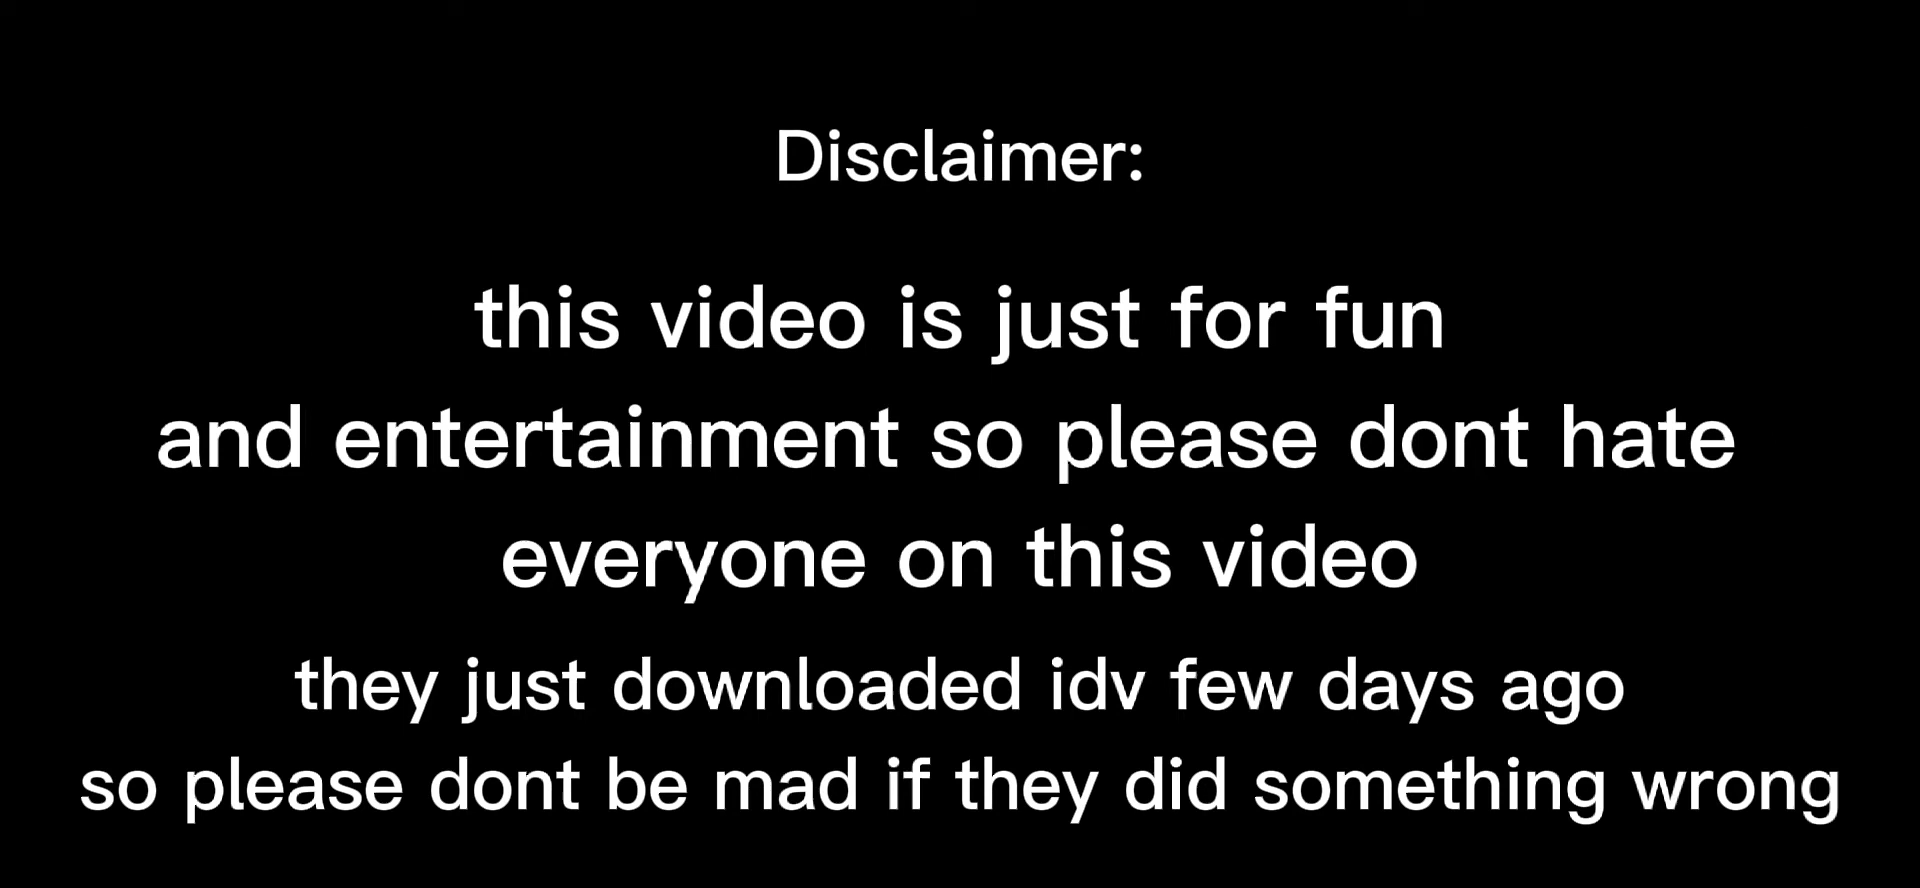 Disclaimer:
this video is just for fun
and entertainment so please dont hate
everyone on this video
they just downloaded idv few days ago
so please dont be mad if they did something wrong